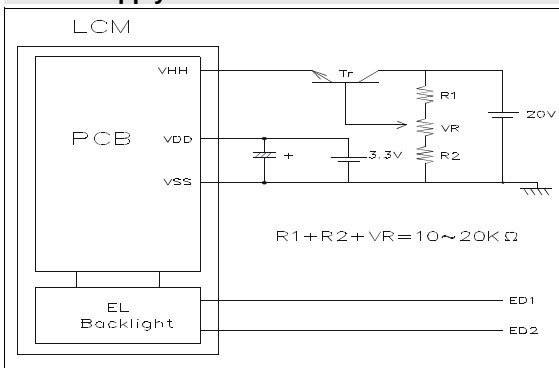 LCM
VHH
Tr
R1
20V
PCB
VDD
VR
+
3.3V
R2
VSS
R1+R2+VR=10~20KΩ
EL
Backlight
ED1
ED2